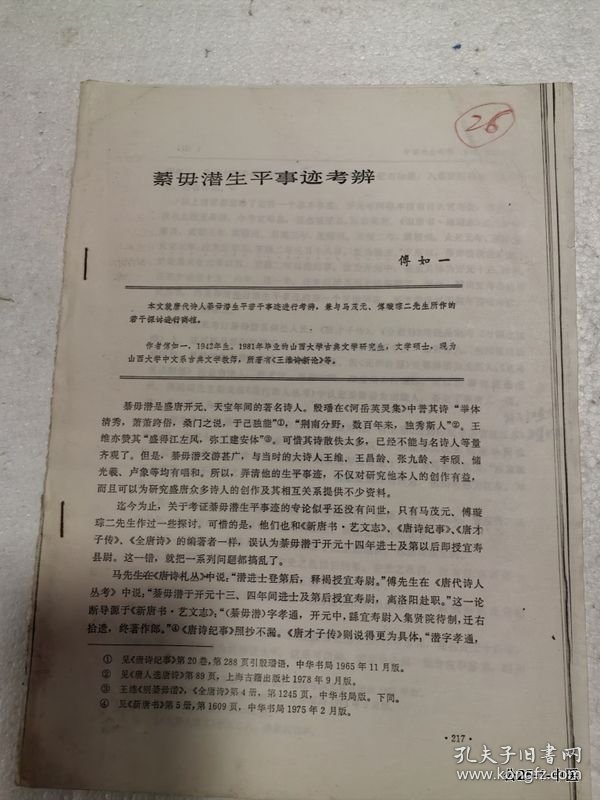 26
綦毋潜生平事迹考辨
傅如一
本文就唐代诗人綦毋潜生平若干事迹进行考辨，兼与马茂元、傅璇琮二先生所作的
若干探讨进行商榷。
作者傅如一，1942年生。1981年毕业的山西大学古典文学研究生，文学硕士，现为
山西大学中文系古典文学教师，所著有《王维诗新论》等。
綦毋潜是盛唐开元、天宝年间的著名诗人。殷璠在《河岳英灵集》中誉其诗“举体
清秀，萧萧跨俗，桑门之说，于己独能”①，“荆南分野，数百年来，独秀斯人”②。王
维亦赞其“盛得江左风，弥工建安体”③。可惜其诗散佚太多，已经不能与名诗人等量
齐观了。但是，綦毋潜交游甚广，与当时的大诗人王维、王昌龄、张九龄、李颀、储
光羲、卢象等均有唱和。所以，弄清他的生平事迹，不仅对研究他本人的创作有益，
而且可以为研究盛唐众多诗人的创作及其相互关系提供不少资料。
迄今为止，关于考证綦毋潜生平事迹的专论似乎还没有问世，只有马茂元、傅璇
琮二先生作过一些探讨。可惜的是，他们也和《新唐书·艺文志》、《唐诗纪事》、《唐才
子传》、《全唐诗》的编著者一样，误认为綦毋潜于开元十四年进士及第以后即授宜寿
县尉。这一错，就把一系列问题都搞乱了。
马先生在《唐诗札丛》中说：“潜进士登第后，释褐授宜寿尉。”傅先生在《唐代诗人
丛考》中说：“綦毋潜于开元十三、四年间进士及第后授宜寿尉，离洛阳赴职。”这一论
断导源于《新唐书·艺文志》：“（綦毋潜）字孝通，开元中，繇宜寿尉入集贤院待制，迁右
拾遗，终著作郎。”④《唐诗纪事》照抄不漏。《唐才子传》则说得更为具体：“潜字孝通，
① 见《唐诗纪事》第20卷，第288页引殷璠语，中华书局1965年11月版。
② 见《唐人选唐诗》第89页，上海古籍出版社1978年9月版。
③ 王维《别綦毋潜》，《全唐诗》第4册，第1245页，中华书局版。下同。
④ 见《新唐书》第5册，第1609页，中华书局1975年2月版。
·217·
孔夫子旧书网
www.kongfz.com